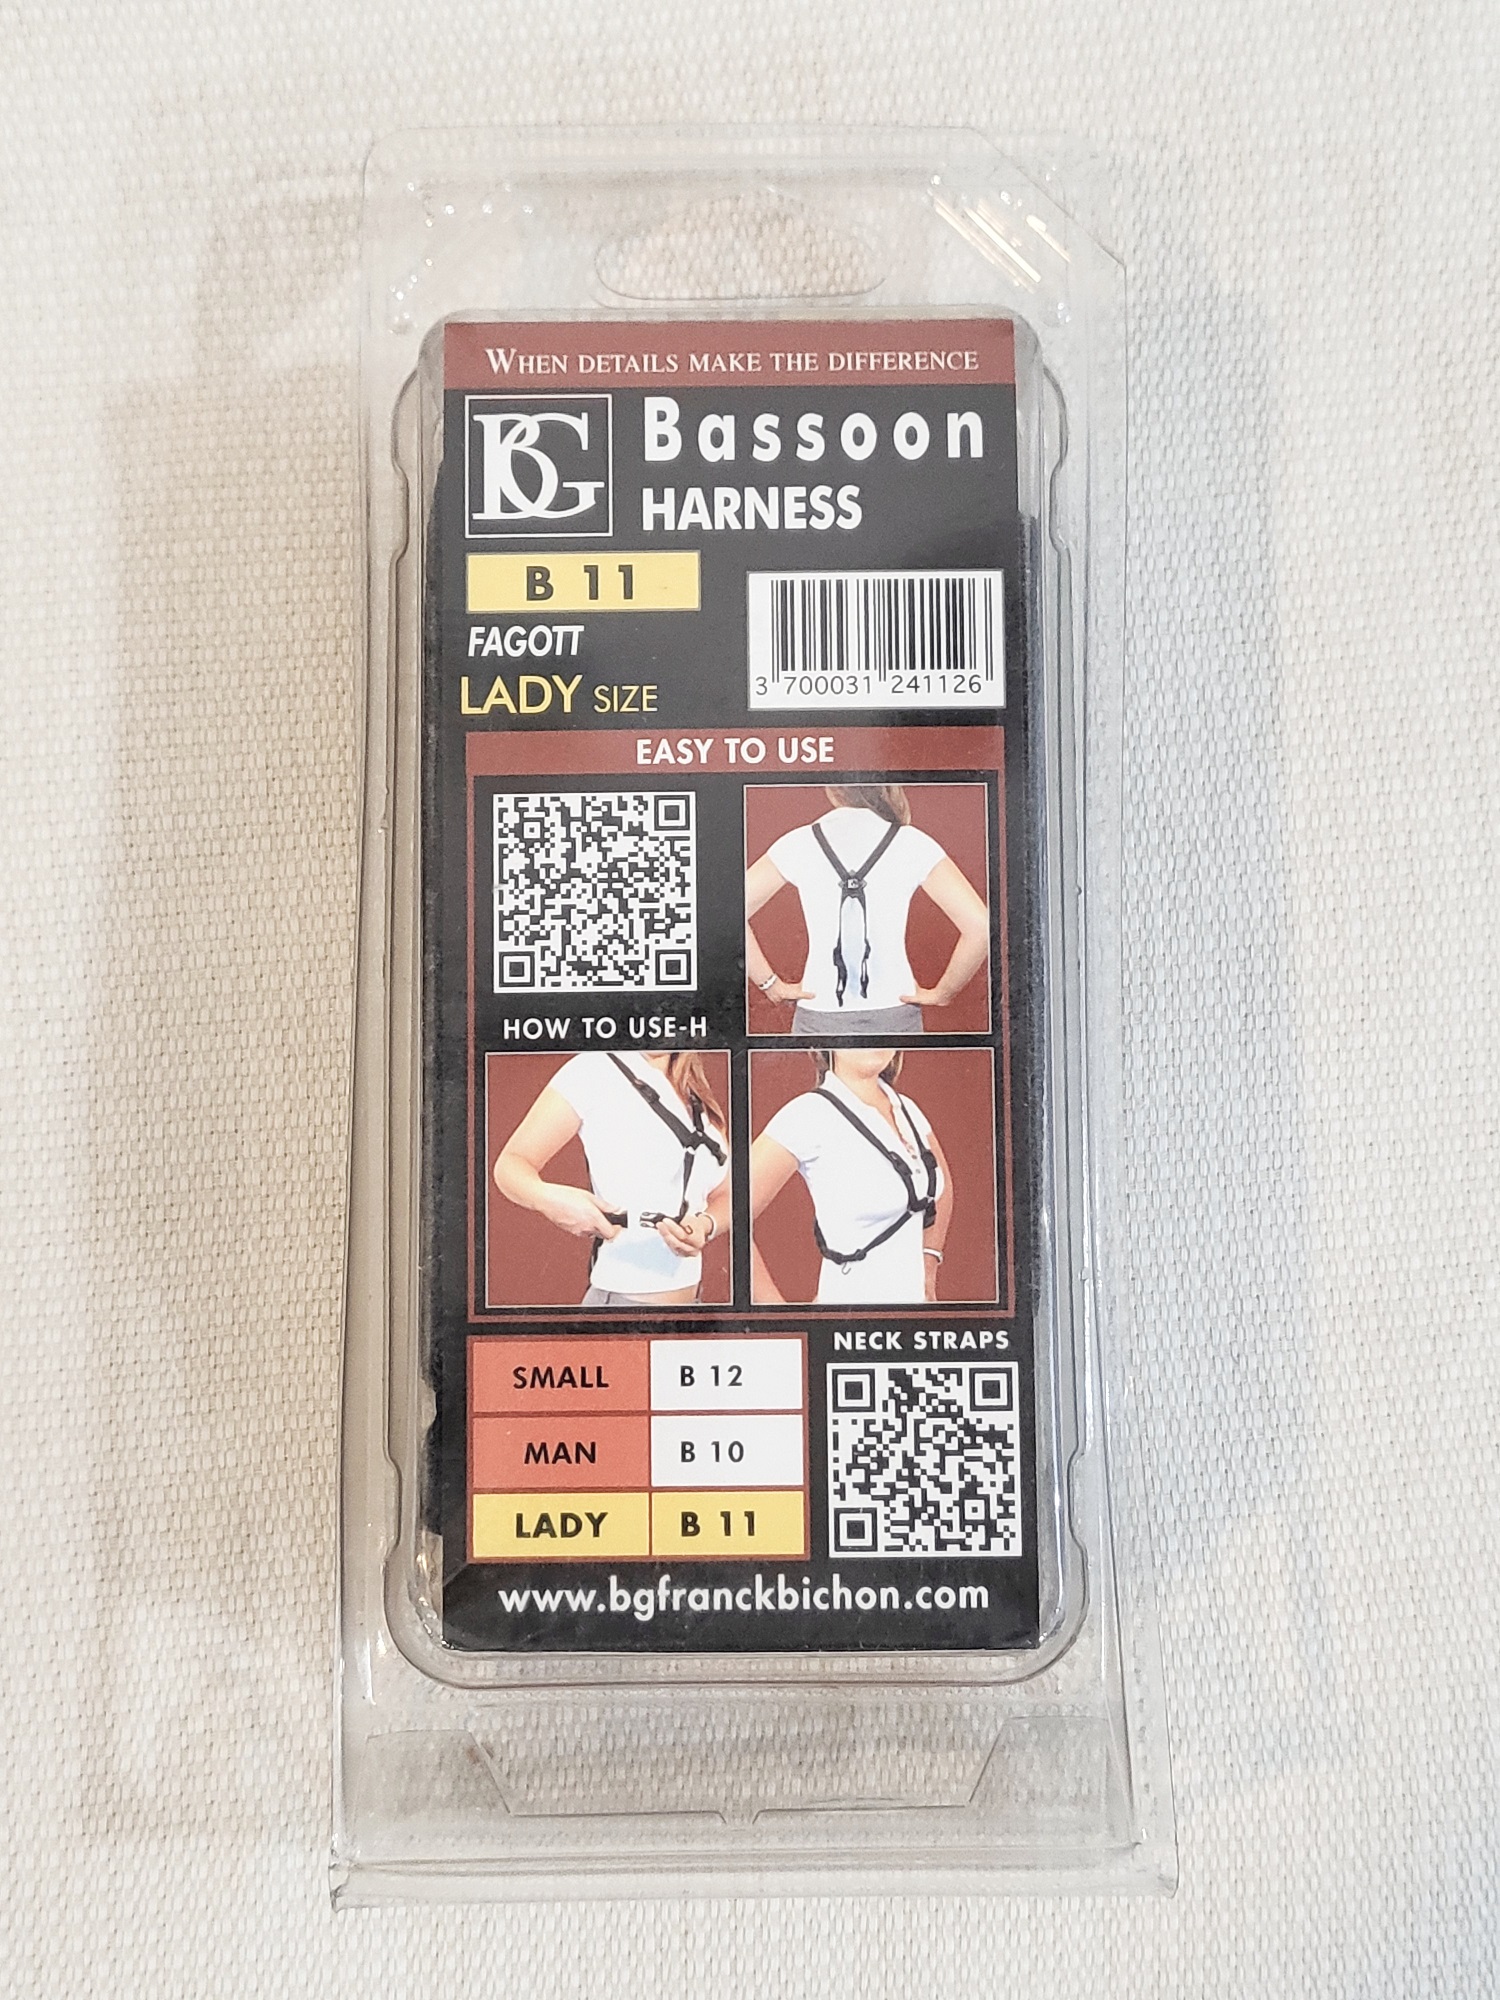 WHEN DETAILS MAKE THE DIFFERENCE
BG
Bassoon
HARNESS
B 11
FAGOTT
LADY SIZE
3 700031 241126
EASY TO USE
HOW TO USE-H
NECK STRAPS
SMALL B 12
MAN B 10
LADY B 11
www.bgfranckbichon.com